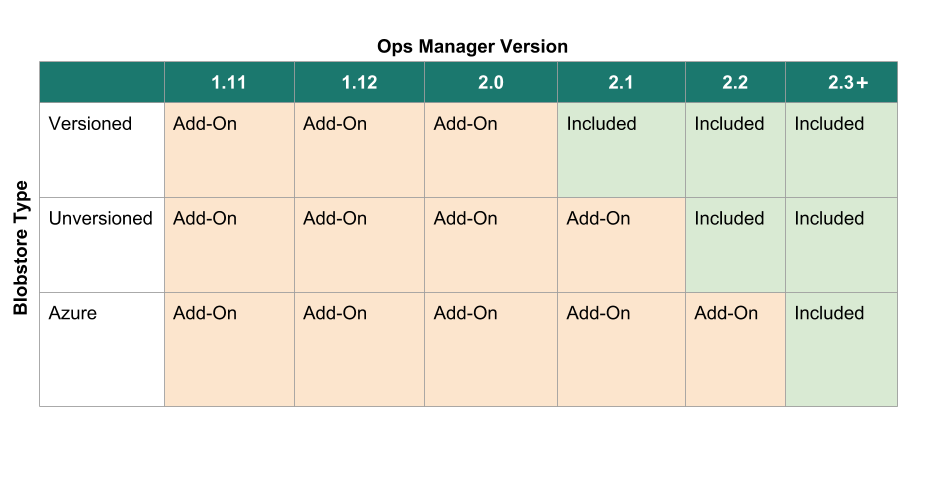 Ops Manager Version
1.11 1.12 2.0 2.1 2.2 2.3+
Blobstore Type
Versioned Add-On Add-On Add-On Included Included Included
Unversioned Add-On Add-On Add-On Add-On Included Included
Azure Add-On Add-On Add-On Add-On Add-On Included